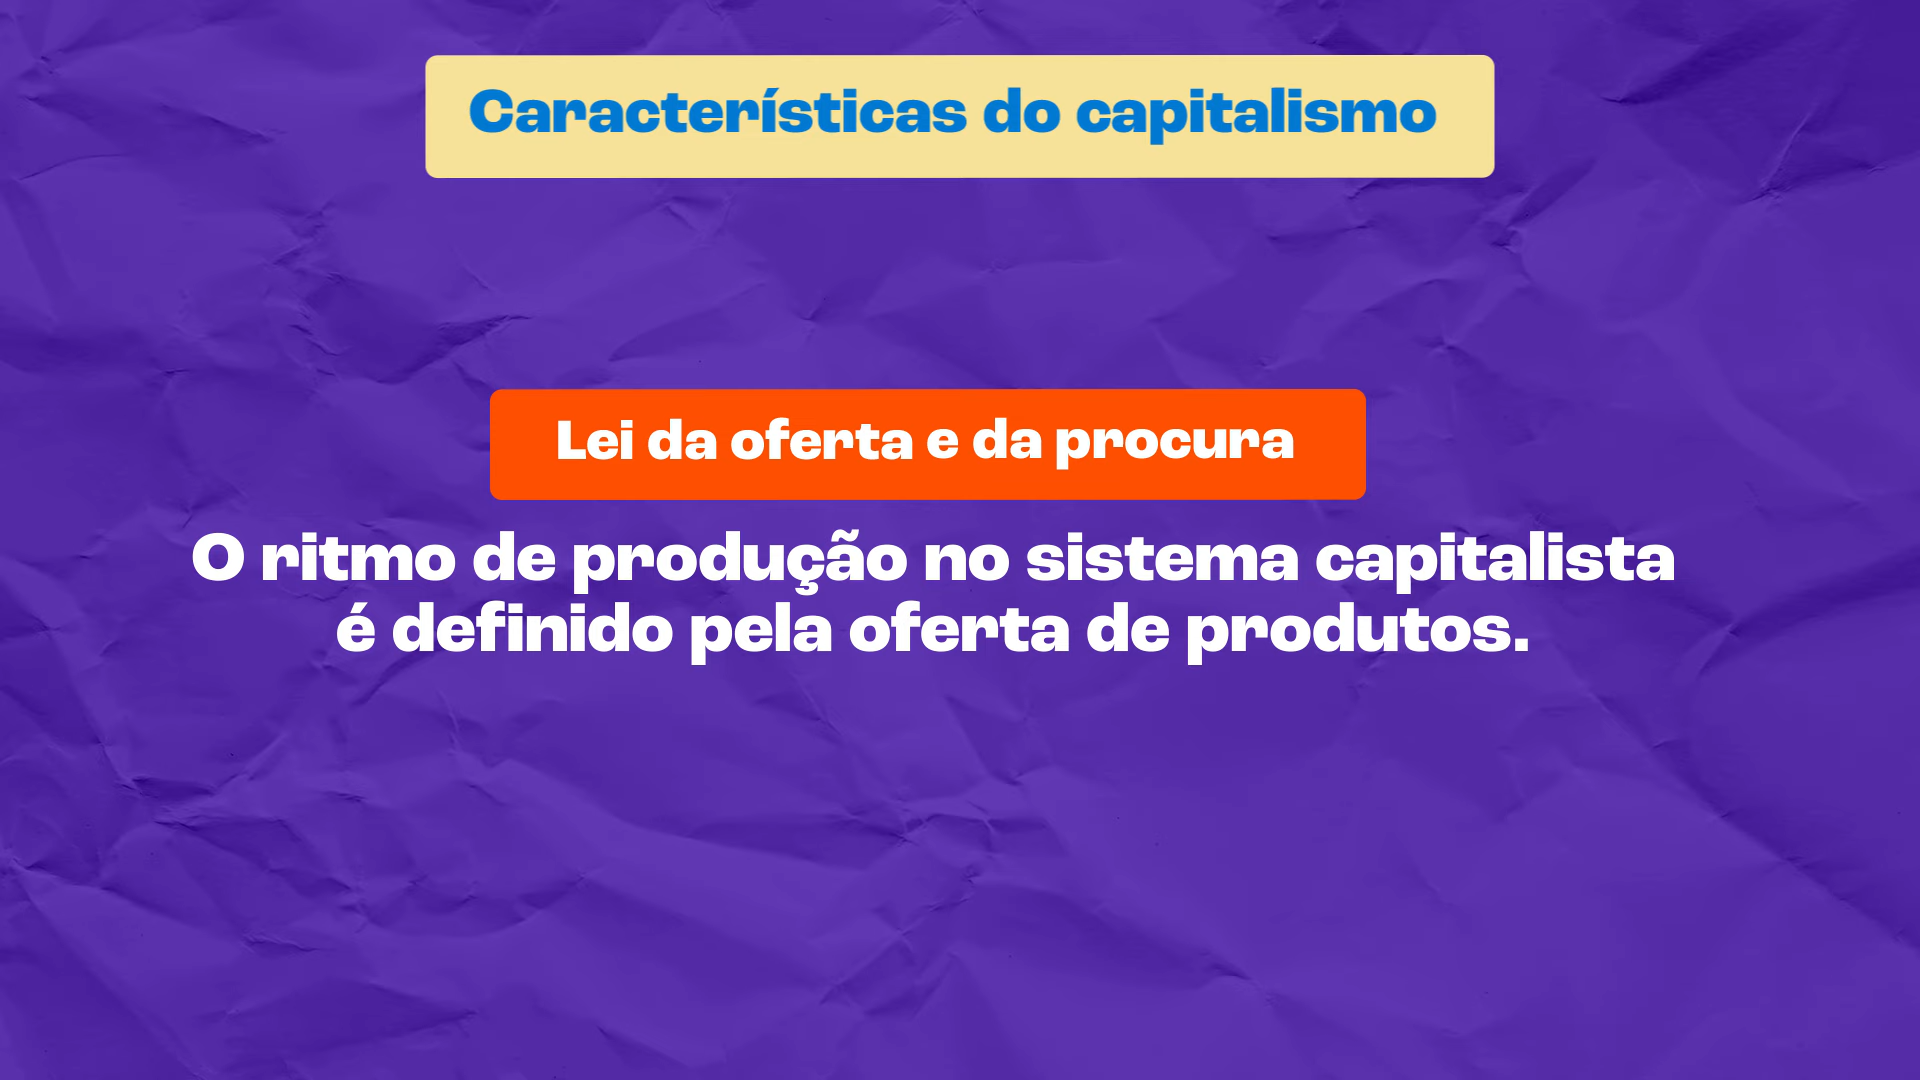 Características do capitalismo
Lei da oferta e da procura
O ritmo de produção no sistema capitalista
é definido pela oferta de produtos.